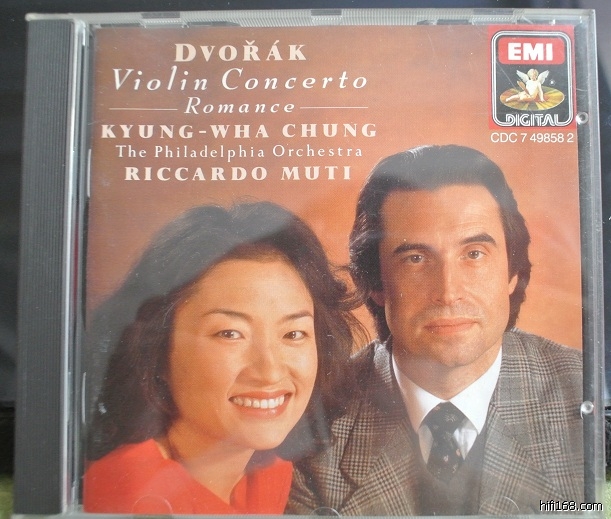 DVOŘÁK
Violin Concerto
Romance
KYUNG-WHA CHUNG
The Philadelphia Orchestra
RICCARDO MUTI
EMI
DIGITAL
CDC 7 49858 2
hifi168.com